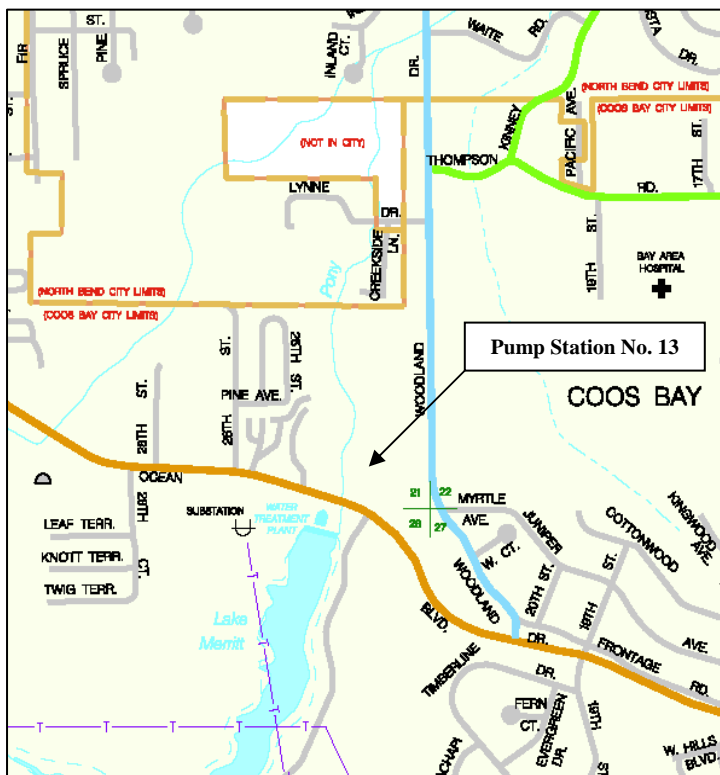 ST.
FIR
SPRUCE
PINE
ST.
INLAND
CT.
DR.
WAITE
RD.
DR.
(NORTH BEND CITY LIMITS)
(COOS BAY CITY LIMITS)
(NOT IN CITY)
KINNEY
PACIFIC AVE.
THOMPSON
RD.
17TH ST.
LYNNE
DR.
CREEKSIDE LN.
19TH ST.
BAY AREA
HOSPITAL
Pony
(NORTH BEND CITY LIMITS)
(COOS BAY CITY LIMITS)
WOODLAND
Pump Station No. 13
COOS BAY
28TH ST.
26TH ST.
25TH ST.
PINE AVE.
OCEAN
21 22
28 27
MYRTLE
AVE.
JUNIPER
COTTONWOOD
KINGWOOD AVE.
SUBSTATION
WATER
TREATMENT
PLANT
LEAF TERR.
KNOTT TERR.
TWIG TERR.
28TH
CT.
W. CT.
WOODLAND
20TH ST.
19TH ST.
AVE.
Lake
Merritt
BLVD.
DR.
FRONTAGE
RD.
TIMBERLINE
DR.
FERN
CT.
EVERGREEN DR.
ST.
W. HILLS
BLVD.
T T T T T
T
T
T